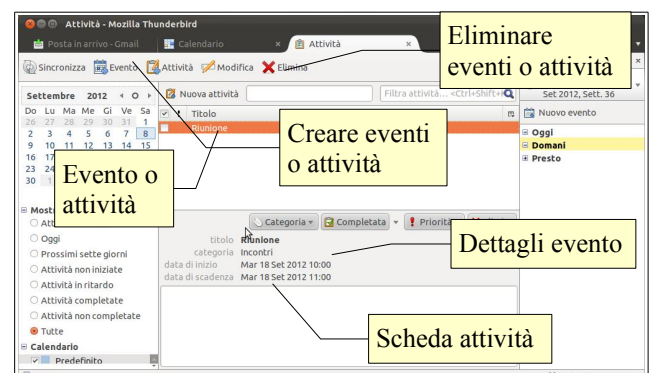 Attività - Mozilla Thunderbird
Posta in arrivo - Gmail
Calendario
Attività
Sincronizza Evento Attività Modifica Elimina
Eliminare
eventi o attività
Settembre 2012
Nuova attività
Filtra attività... <Ctrl+Shift+K
Set 2012, Sett. 36
Do Lu Ma Me Gi Ve Sa
26 27 28 29 30 31 1
2 3 4 5 6 7 8
9 10 11 12 13 14 15
16
23
30
Titolo
Riunione
Nuovo evento
Oggi
Domani
Presto
Creare eventi
o attività
Evento o
attività
Oggi
Prossimi sette giorni
Attività non iniziate
Attività in ritardo
Attività completate
Attività non completate
Tutte
Calendario
Predefinito
Categoria Completata
titolo Riunione
categoria Incontri
data di inizio Mar 18 Set 2012 10:00
data di scadenza Mar 18 Set 2012 11:00
Dettagli evento
Scheda attività